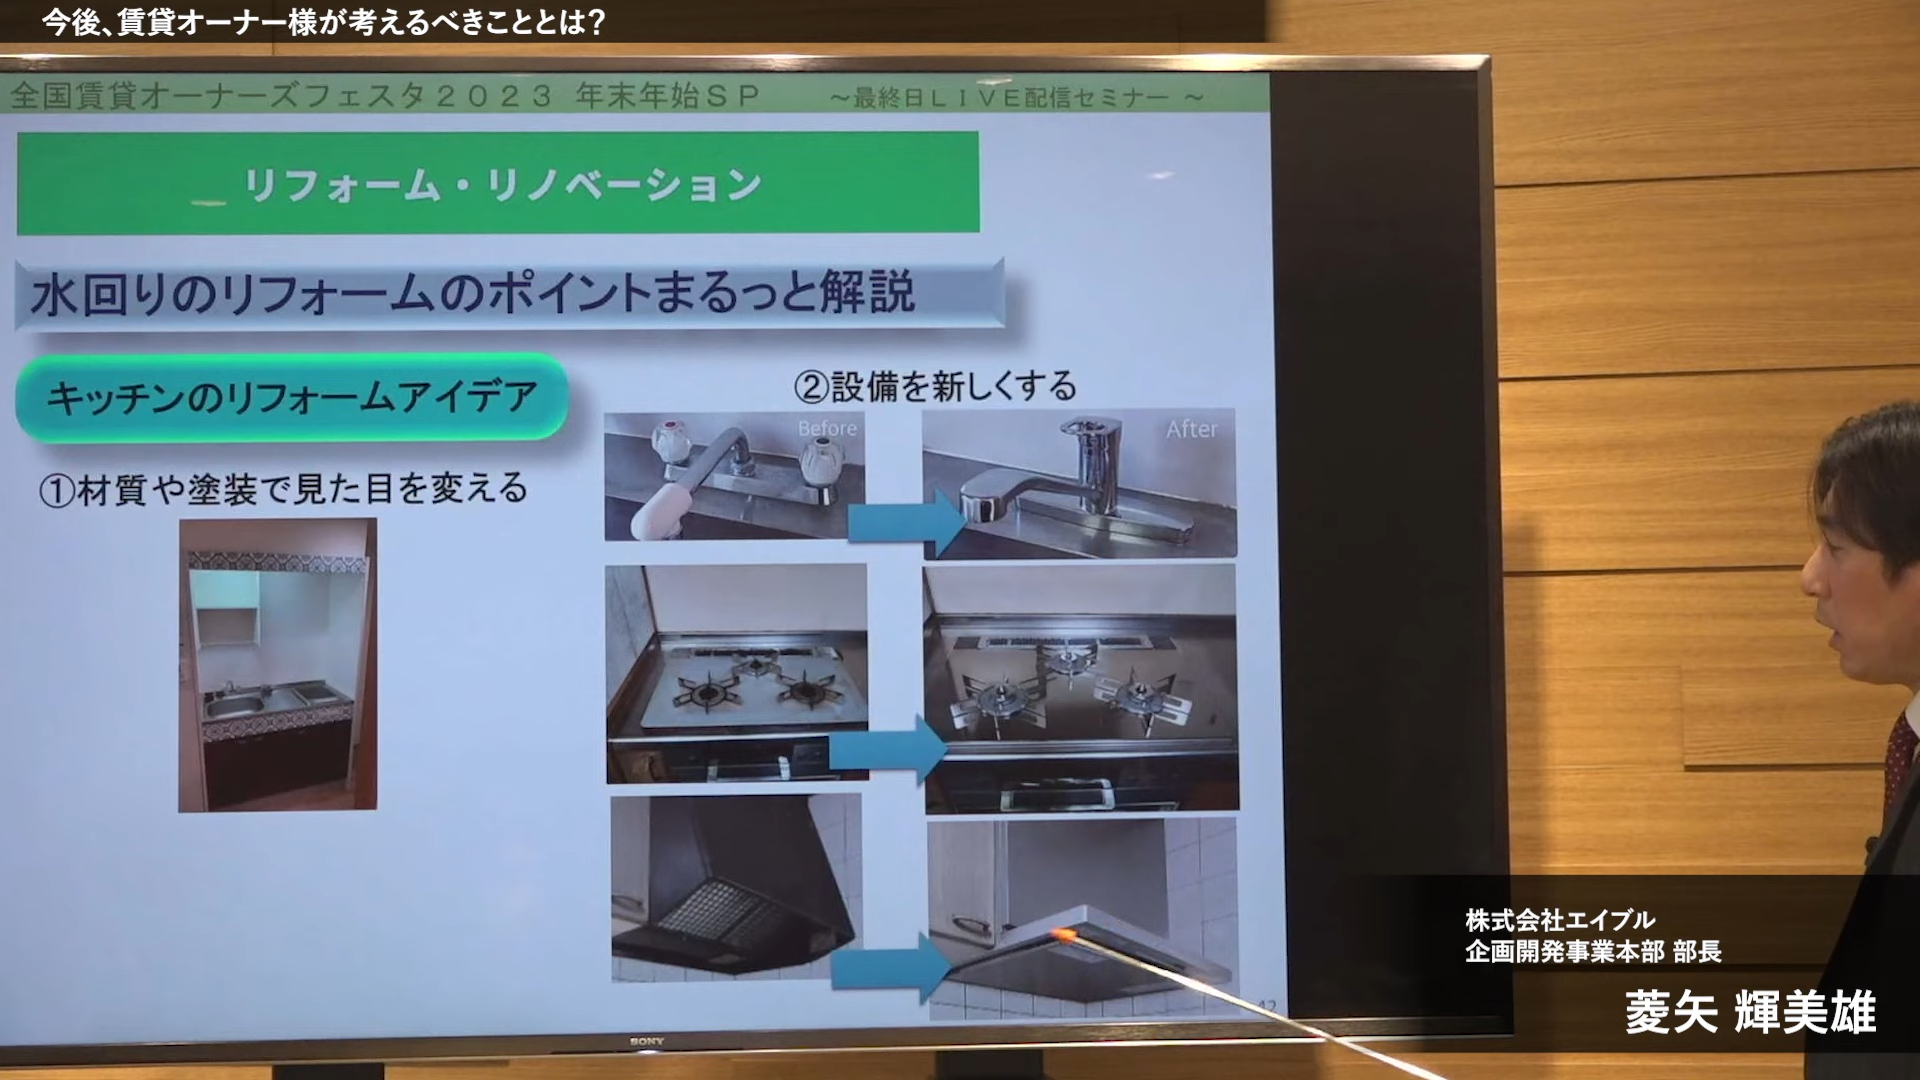 今後、賃貸オーナー様が考えるべきこととは？
全国賃貸オーナーズフェスタ２０２３ 年末年始ＳＰ ～最終日ＬＩＶＥ配信セミナー ～
リフォーム・リノベーション
水回りのリフォームのポイントまるっと解説
キッチンのリフォームアイデア
①材質や塗装で見た目を変える
②設備を新しくする
Before
After
42
SONY
株式会社エイブル
企画開発事業本部 部長
菱矢 輝美雄